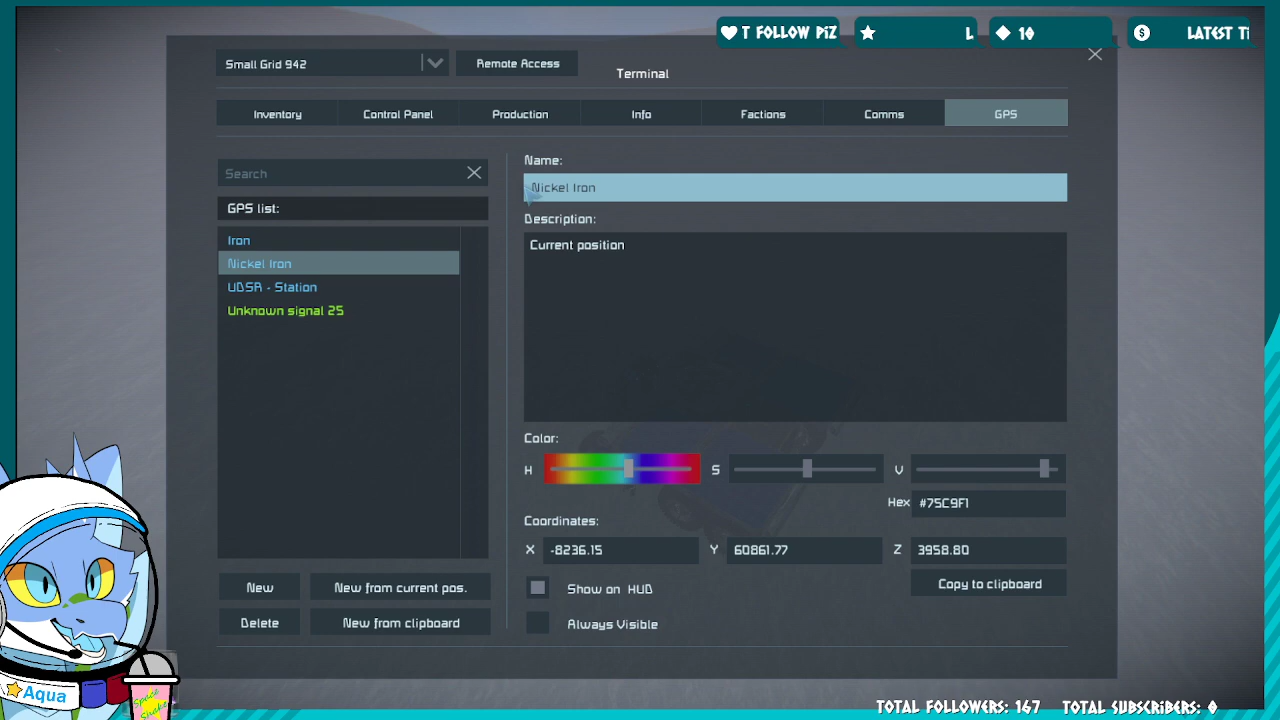 T FOLLOW PIZ
L
10
LATEST TI
Small Grid 942
Remote Access
Terminal
Inventory
Control Panel
Production
Info
Factions
Comms
GPS
Search
GPS list:
Iron
Nickel Iron
UDSR - Station
Unknown signal 25
Name:
Nickel Iron
Description:
Current position
Color:
H
S
V
Hex #75C9F1
Coordinates:
X -8236.15 Y 60861.77 Z 3958.80
Show on HUD
Copy to clipboard
Always Visible
New
New from current pos.
Delete
New from clipboard
Aqua
Space Shake
TOTAL FOLLOWERS: 167 TOTAL SUBSCRIBERS: 0